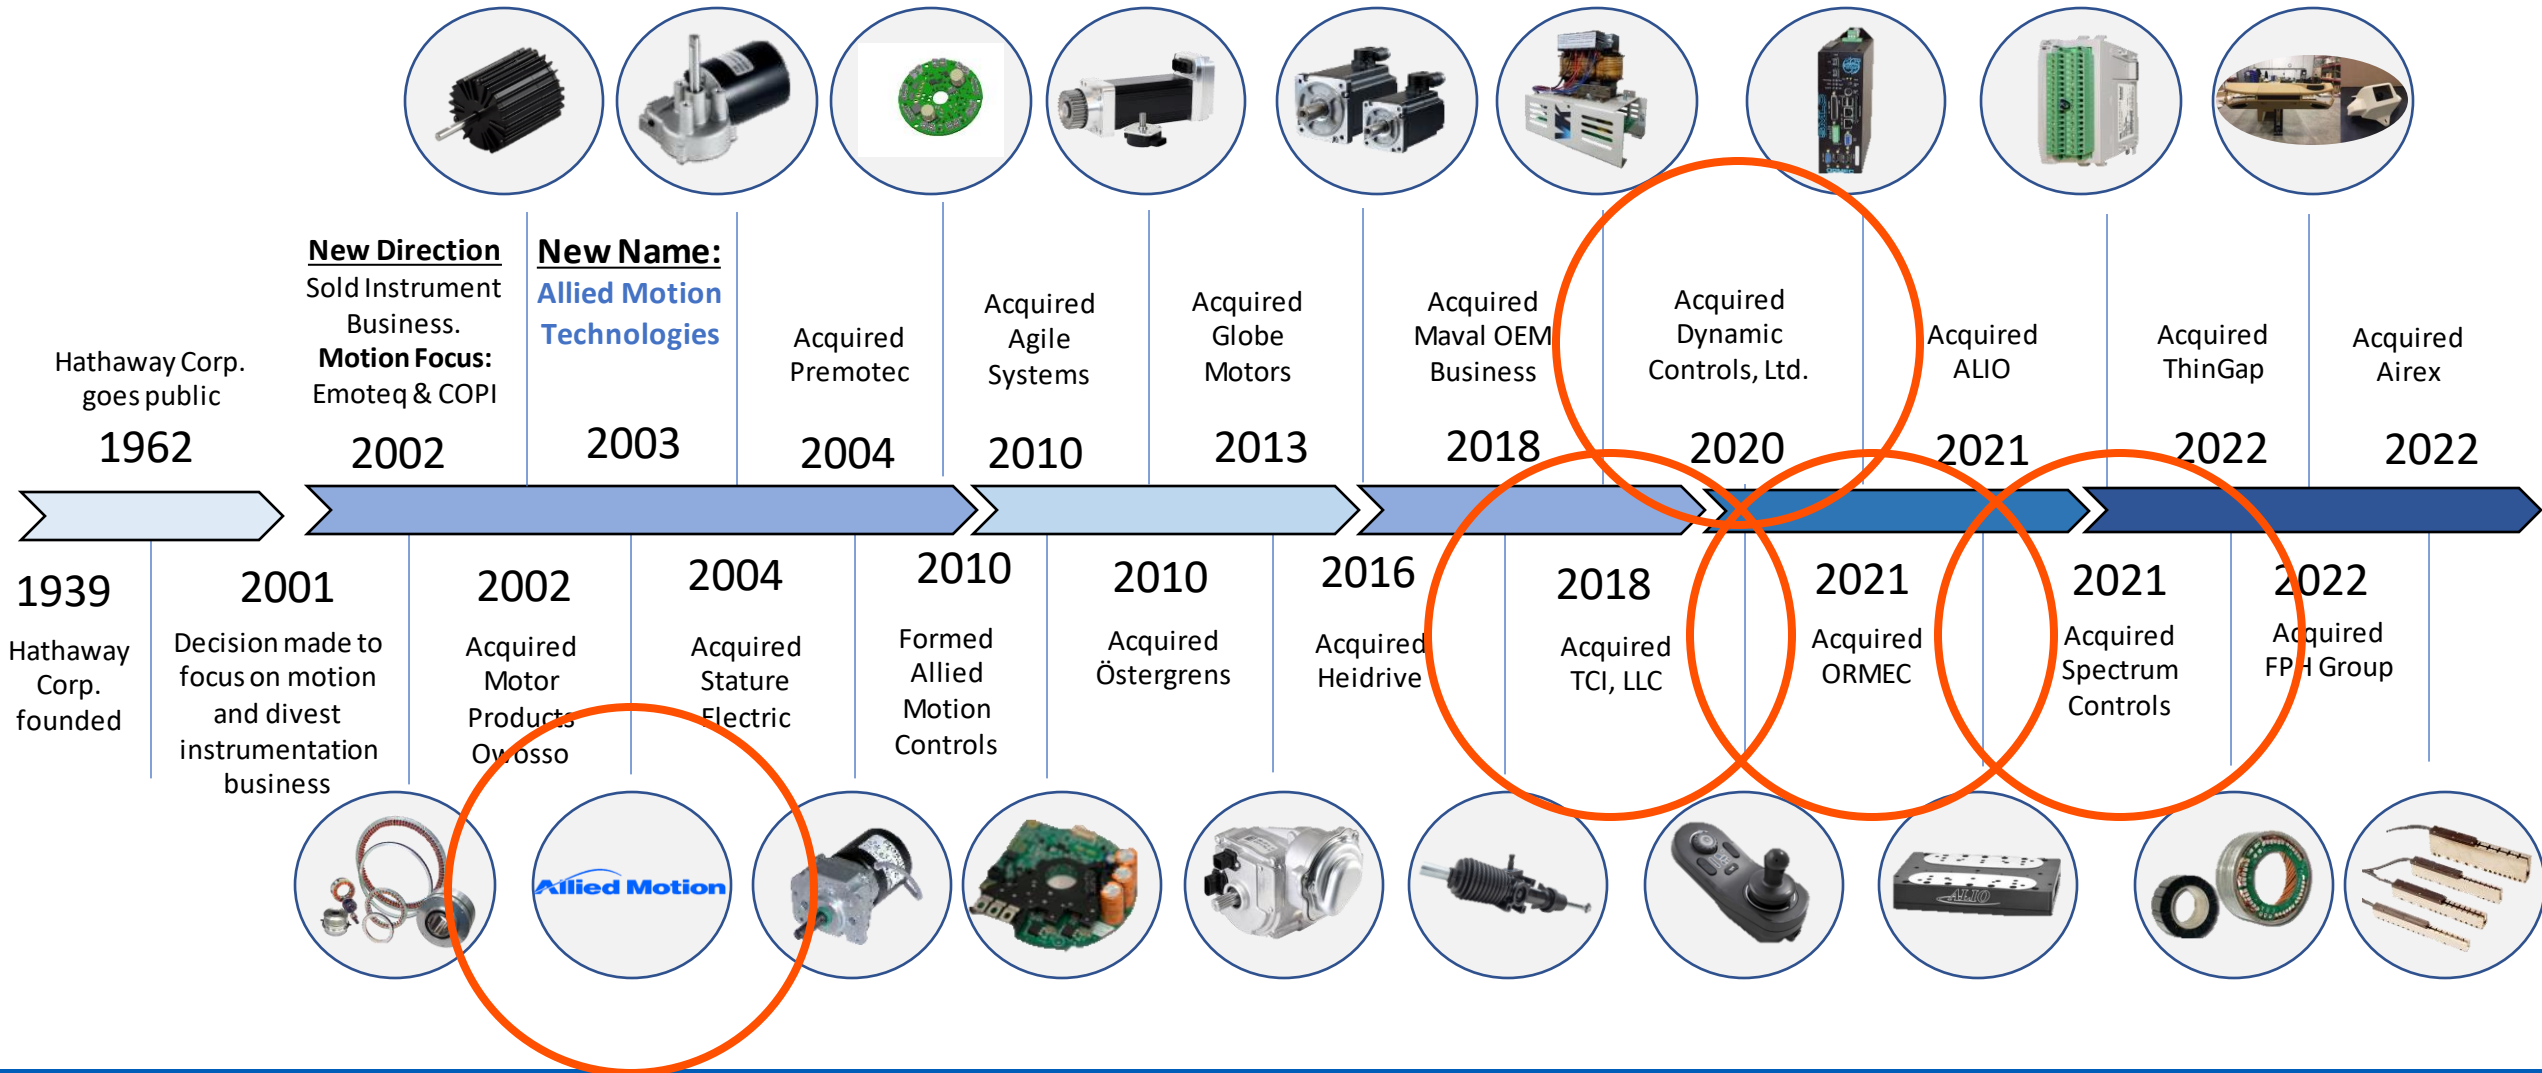 New Direction
Sold Instrument
Business.
Motion Focus:
Emoteq & COPI
2002
New Name:
Allied Motion
Technologies
2003
Hathaway Corp.
goes public
1962
Acquired
Premotec
2004
Acquired
Agile
Systems
2010
Acquired
Globe
Motors
2013
Acquired
Maval OEM
Business
2018
Acquired
Dynamic
Controls, Ltd.
2020
Acquired
ALIO
2021
Acquired
ThinGap
2022
Acquired
Airex
2022
1939
Hathaway
Corp.
founded
2001
Decision made to
focus on motion
and divest
instrumentation
business
2002
Acquired
Motor
Products
Owosso
2004
Acquired
Stature
Electric
2010
Formed
Allied
Motion
Controls
2010
Acquired
Östergrens
2016
Acquired
Heidrive
2018
Acquired
TCI, LLC
2021
Acquired
ORMEC
2021
Acquired
Spectrum
Controls
2022
Acquired
FPH Group
Allied Motion
ALIO